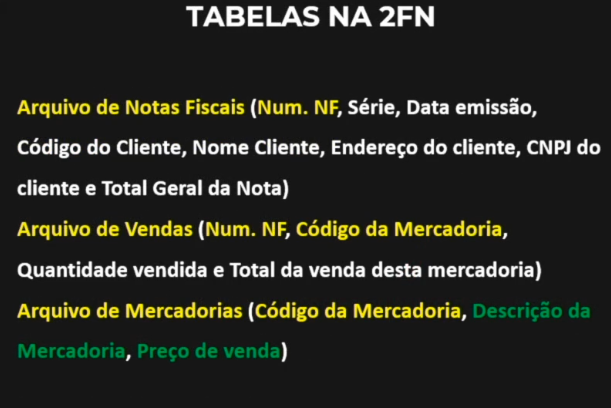 TABELAS NA 2FN
Arquivo de Notas Fiscais (Num. NF, Série, Data emissão,
Código do Cliente, Nome Cliente, Endereço do cliente, CNPJ do
cliente e Total Geral da Nota)
Arquivo de Vendas (Num. NF, Código da Mercadoria,
Quantidade vendida e Total da venda desta mercadoria)
Arquivo de Mercadorias (Código da Mercadoria, Descrição da
Mercadoria, Preço de venda)